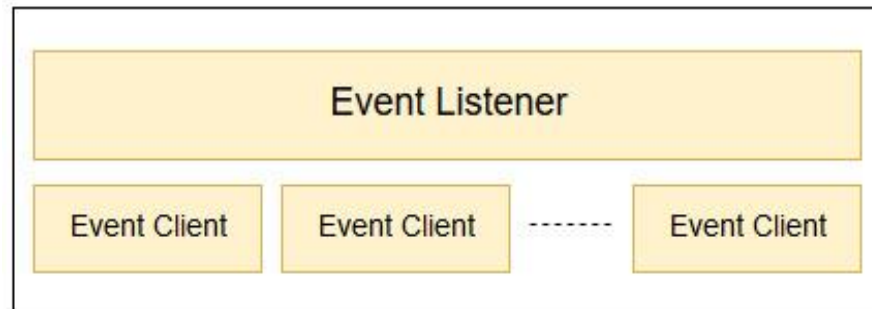 Event Listener
Event Client Event Client ------- Event Client